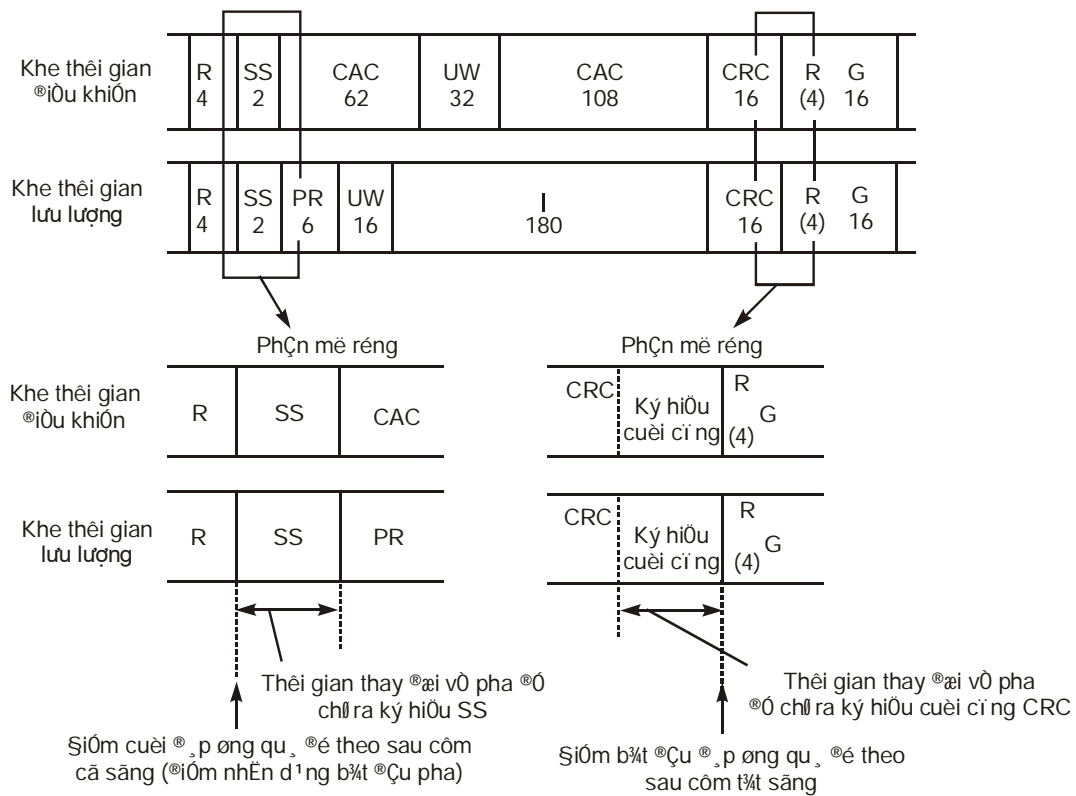 Khe thêi gian
®iÒu khiÓn
R
4
SS
2
CAC
62
UW
32
CAC
108
CRC
16
R
(4)
G
16
Khe thêi gian
lưu lượng
R
4
SS
2
PR
6
UW
16
I
180
CRC
16
R
(4)
G
16
PhÇn më réng
PhÇn më réng
Khe thêi gian
®iÒu khiÓn
R
SS
CAC
CRC
Ký hiÖu
cuèi cïng
R
G
(4)
Khe thêi gian
lưu lượng
R
SS
PR
CRC
Ký hiÖu
cuèi cïng
R
G
(4)
Thêi gian thay ®æi vÒ pha ®Ó
chØ ra ký hiÖu SS
Thêi gian thay ®æi vÒ pha
®Ó chØ ra ký hiÖu cuèi cïng CRC
§iÓm cuèi ®¸p øng qu¸ ®é theo sau côm
cã sãng (®iÓm nhËn d¹ng b¾t ®Çu pha)
§iÓm b¾t ®Çu ®¸p øng qu¸ ®é theo
sau côm t¾t sãng